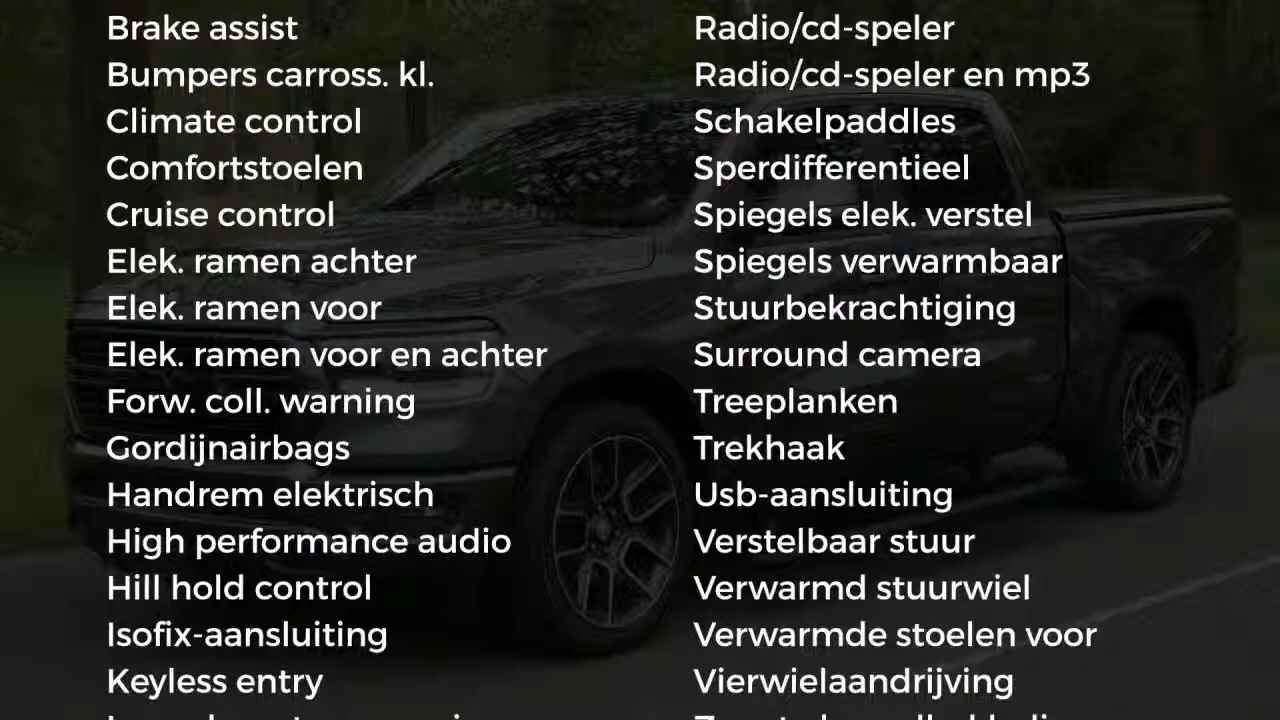 Brake assist
Bumpers carross. kl.
Climate control
Comfortstoelen
Cruise control
Elek. ramen achter
Elek. ramen voor
Elek. ramen voor en achter
Forw. coll. warning
Gordijnairbags
Handrem elektrisch
High performance audio
Hill hold control
Isofix-aansluiting
Keyless entry
Radio/cd-speler
Radio/cd-speler en mp3
Schakelpaddles
Sperdifferentieel
Spiegels elek. verstel
Spiegels verwarmbaar
Stuurbekrachtiging
Surround camera
Treeplanken
Trekhaak
Usb-aansluiting
Verstelbaar stuur
Verwarmd stuurwiel
Verwarmde stoelen voor
Vierwielaandrijving